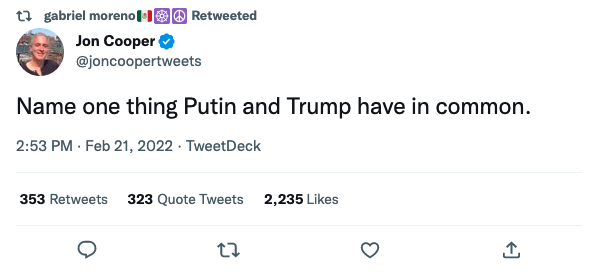 gabriel moreno🇲🇽☸️☮️ Retweeted
Jon Cooper
@joncoopertweets
Name one thing Putin and Trump have in common.
2:53 PM · Feb 21, 2022 · TweetDeck
353 Retweets 323 Quote Tweets 2,235 Likes